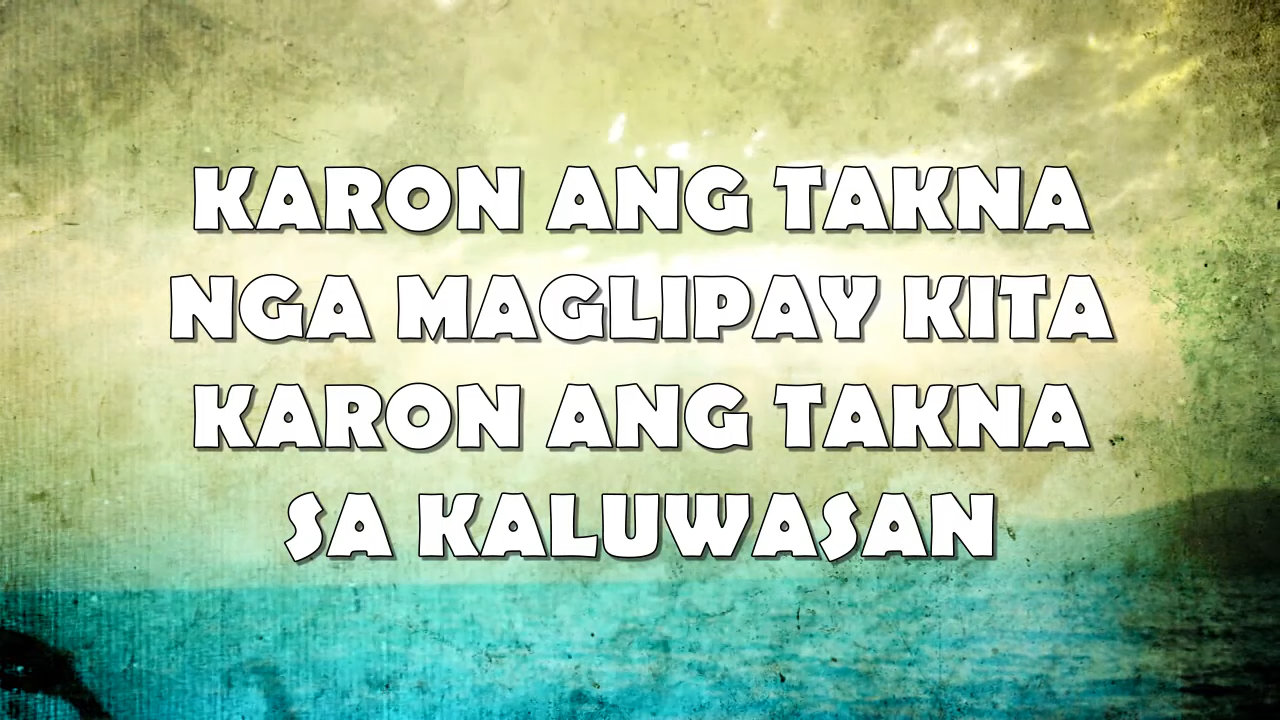 KARON ANG TAKNA
NGA MAGLIPAY KITA
KARON ANG TAKNA
SA KALUWASAN